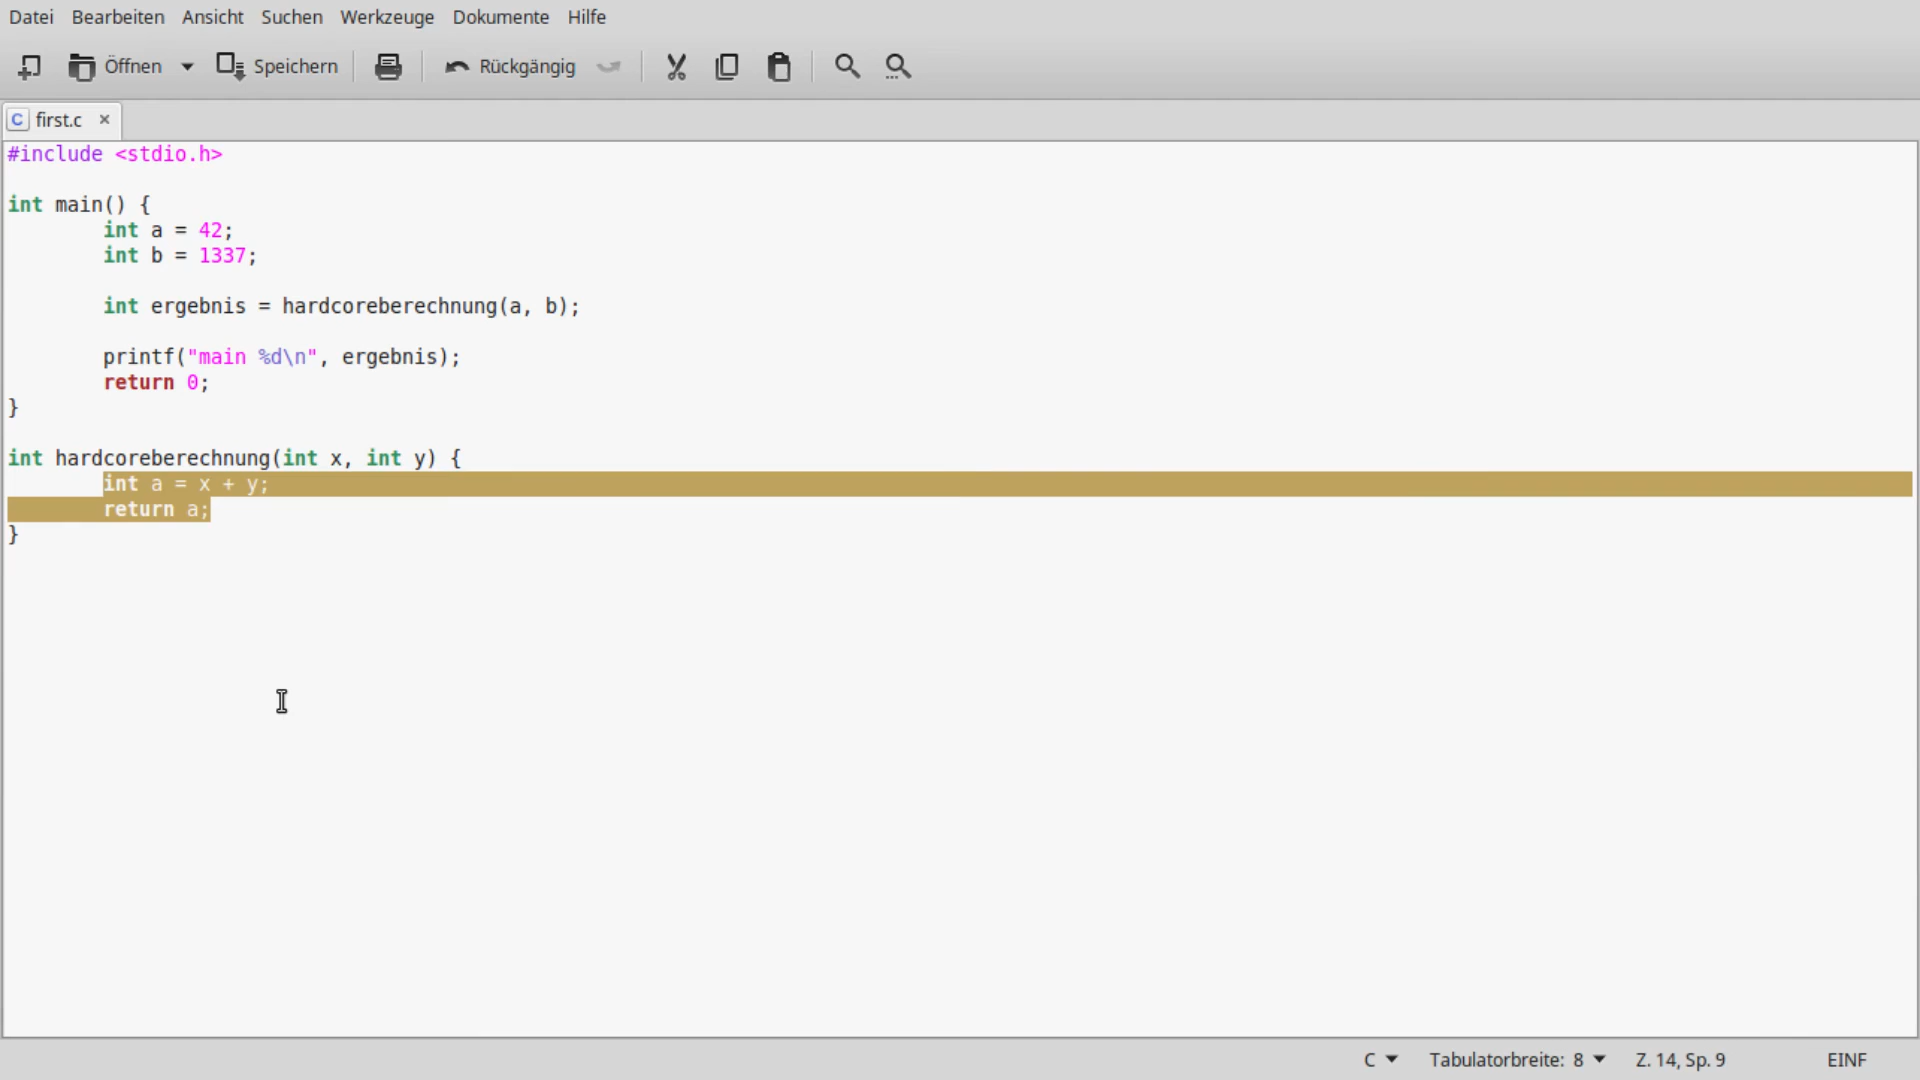 Datei Bearbeiten Ansicht Suchen Werkzeuge Dokumente Hilfe
Öffnen Speichern Rückgängig
C first.c ×
#include <stdio.h>
int main() {
        int a = 42;
        int b = 1337;
        int ergebnis = hardcoreberechnung(a, b);
        printf("main %d\n", ergebnis);
        return 0;
}
int hardcoreberechnung(int x, int y) {
        int a = x + y;
        return a;
}
C Tabulatorbreite: 8 Z. 14, Sp. 9 EINF